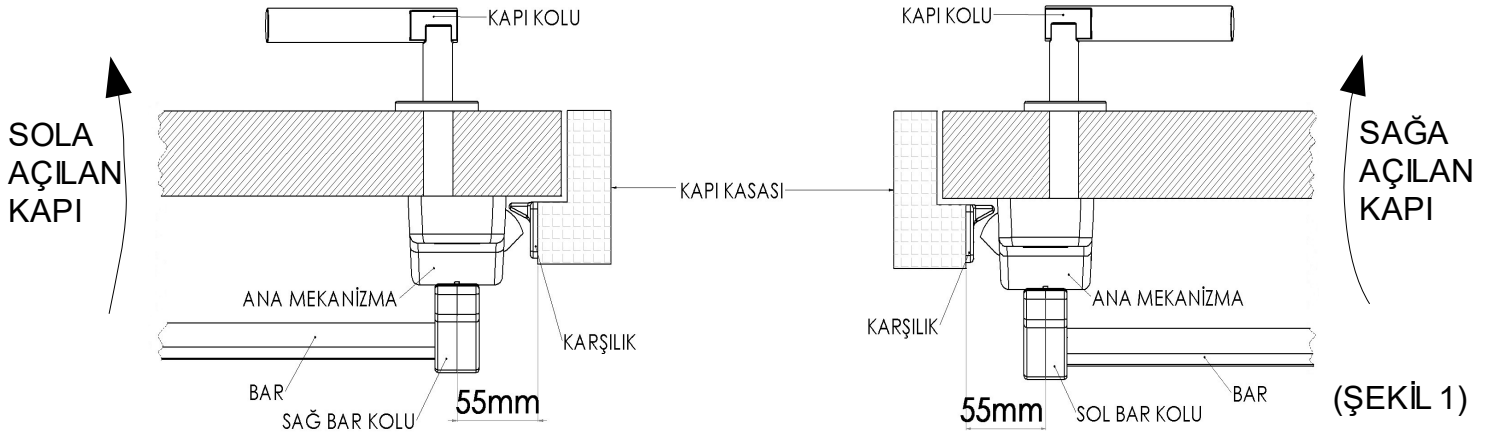 KAPI KOLU
SOLA
AÇILAN
KAPI
ANA MEKANİZMA
KARŞILIK
BAR
SAĞ BAR KOLU
55mm
KAPI KASASI
KAPI KOLU
SAĞA
AÇILAN
KAPI
ANA MEKANİZMA
KARŞILIK
BAR
55mm
SOL BAR KOLU
(ŞEKİL 1)